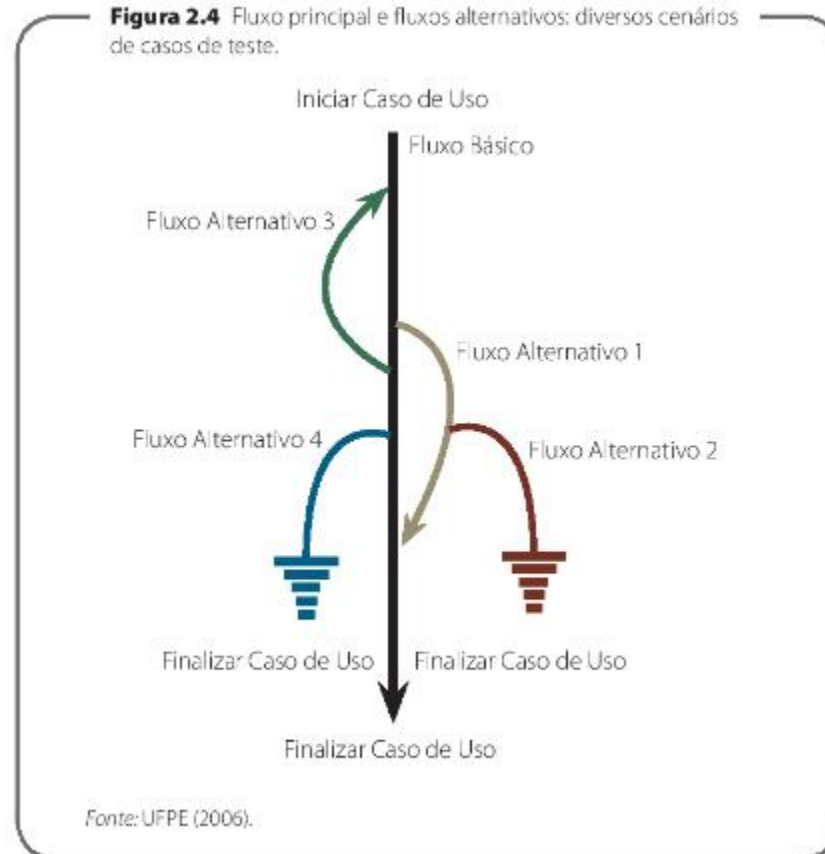 Figura 2.4 Fluxo principal e fluxos alternativos: diversos cenários
de casos de teste.
Iniciar Caso de Uso
Fluxo Básico
Fluxo Alternativo 3
Fluxo Alternativo 1
Fluxo Alternativo 4
Fluxo Alternativo 2
Finalizar Caso de Uso
Finalizar Caso de Uso
Finalizar Caso de Uso
Fonte: UFPE (2006).